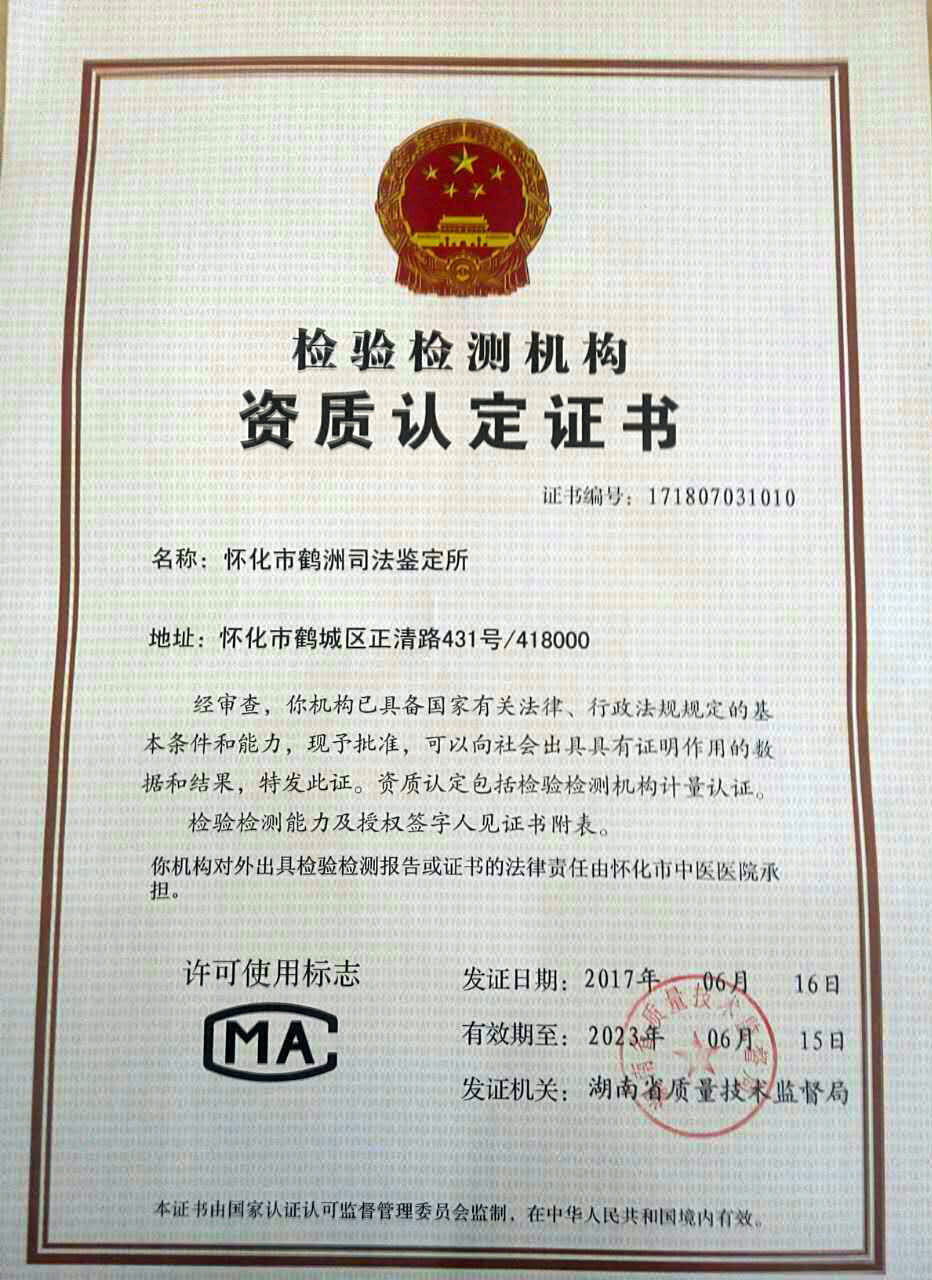 检验检测机构
资质认定证书
证书编号：171807031010
名称：怀化市鹤洲司法鉴定所
地址：怀化市鹤城区正清路431号/418000
经审查，你机构已具备国家有关法律、行政法规规定的基
本条件和能力，现予批准，可以向社会出具具有证明作用的数
据和结果，特发此证。资质认定包括检验检测机构计量认证。
检验检测能力及授权签字人见证书附表。
你机构对外出具检验检测报告或证书的法律责任由怀化市中医医院承
担。
许可使用标志
MA
发证日期：2017年 06月 16日
有效期至：2023年 06月 15日
发证机关：湖南省质量技术监督局
湖南省质量技术监督局
本证书由国家认证认可监督管理委员会监制，在中华人民共和国境内有效。